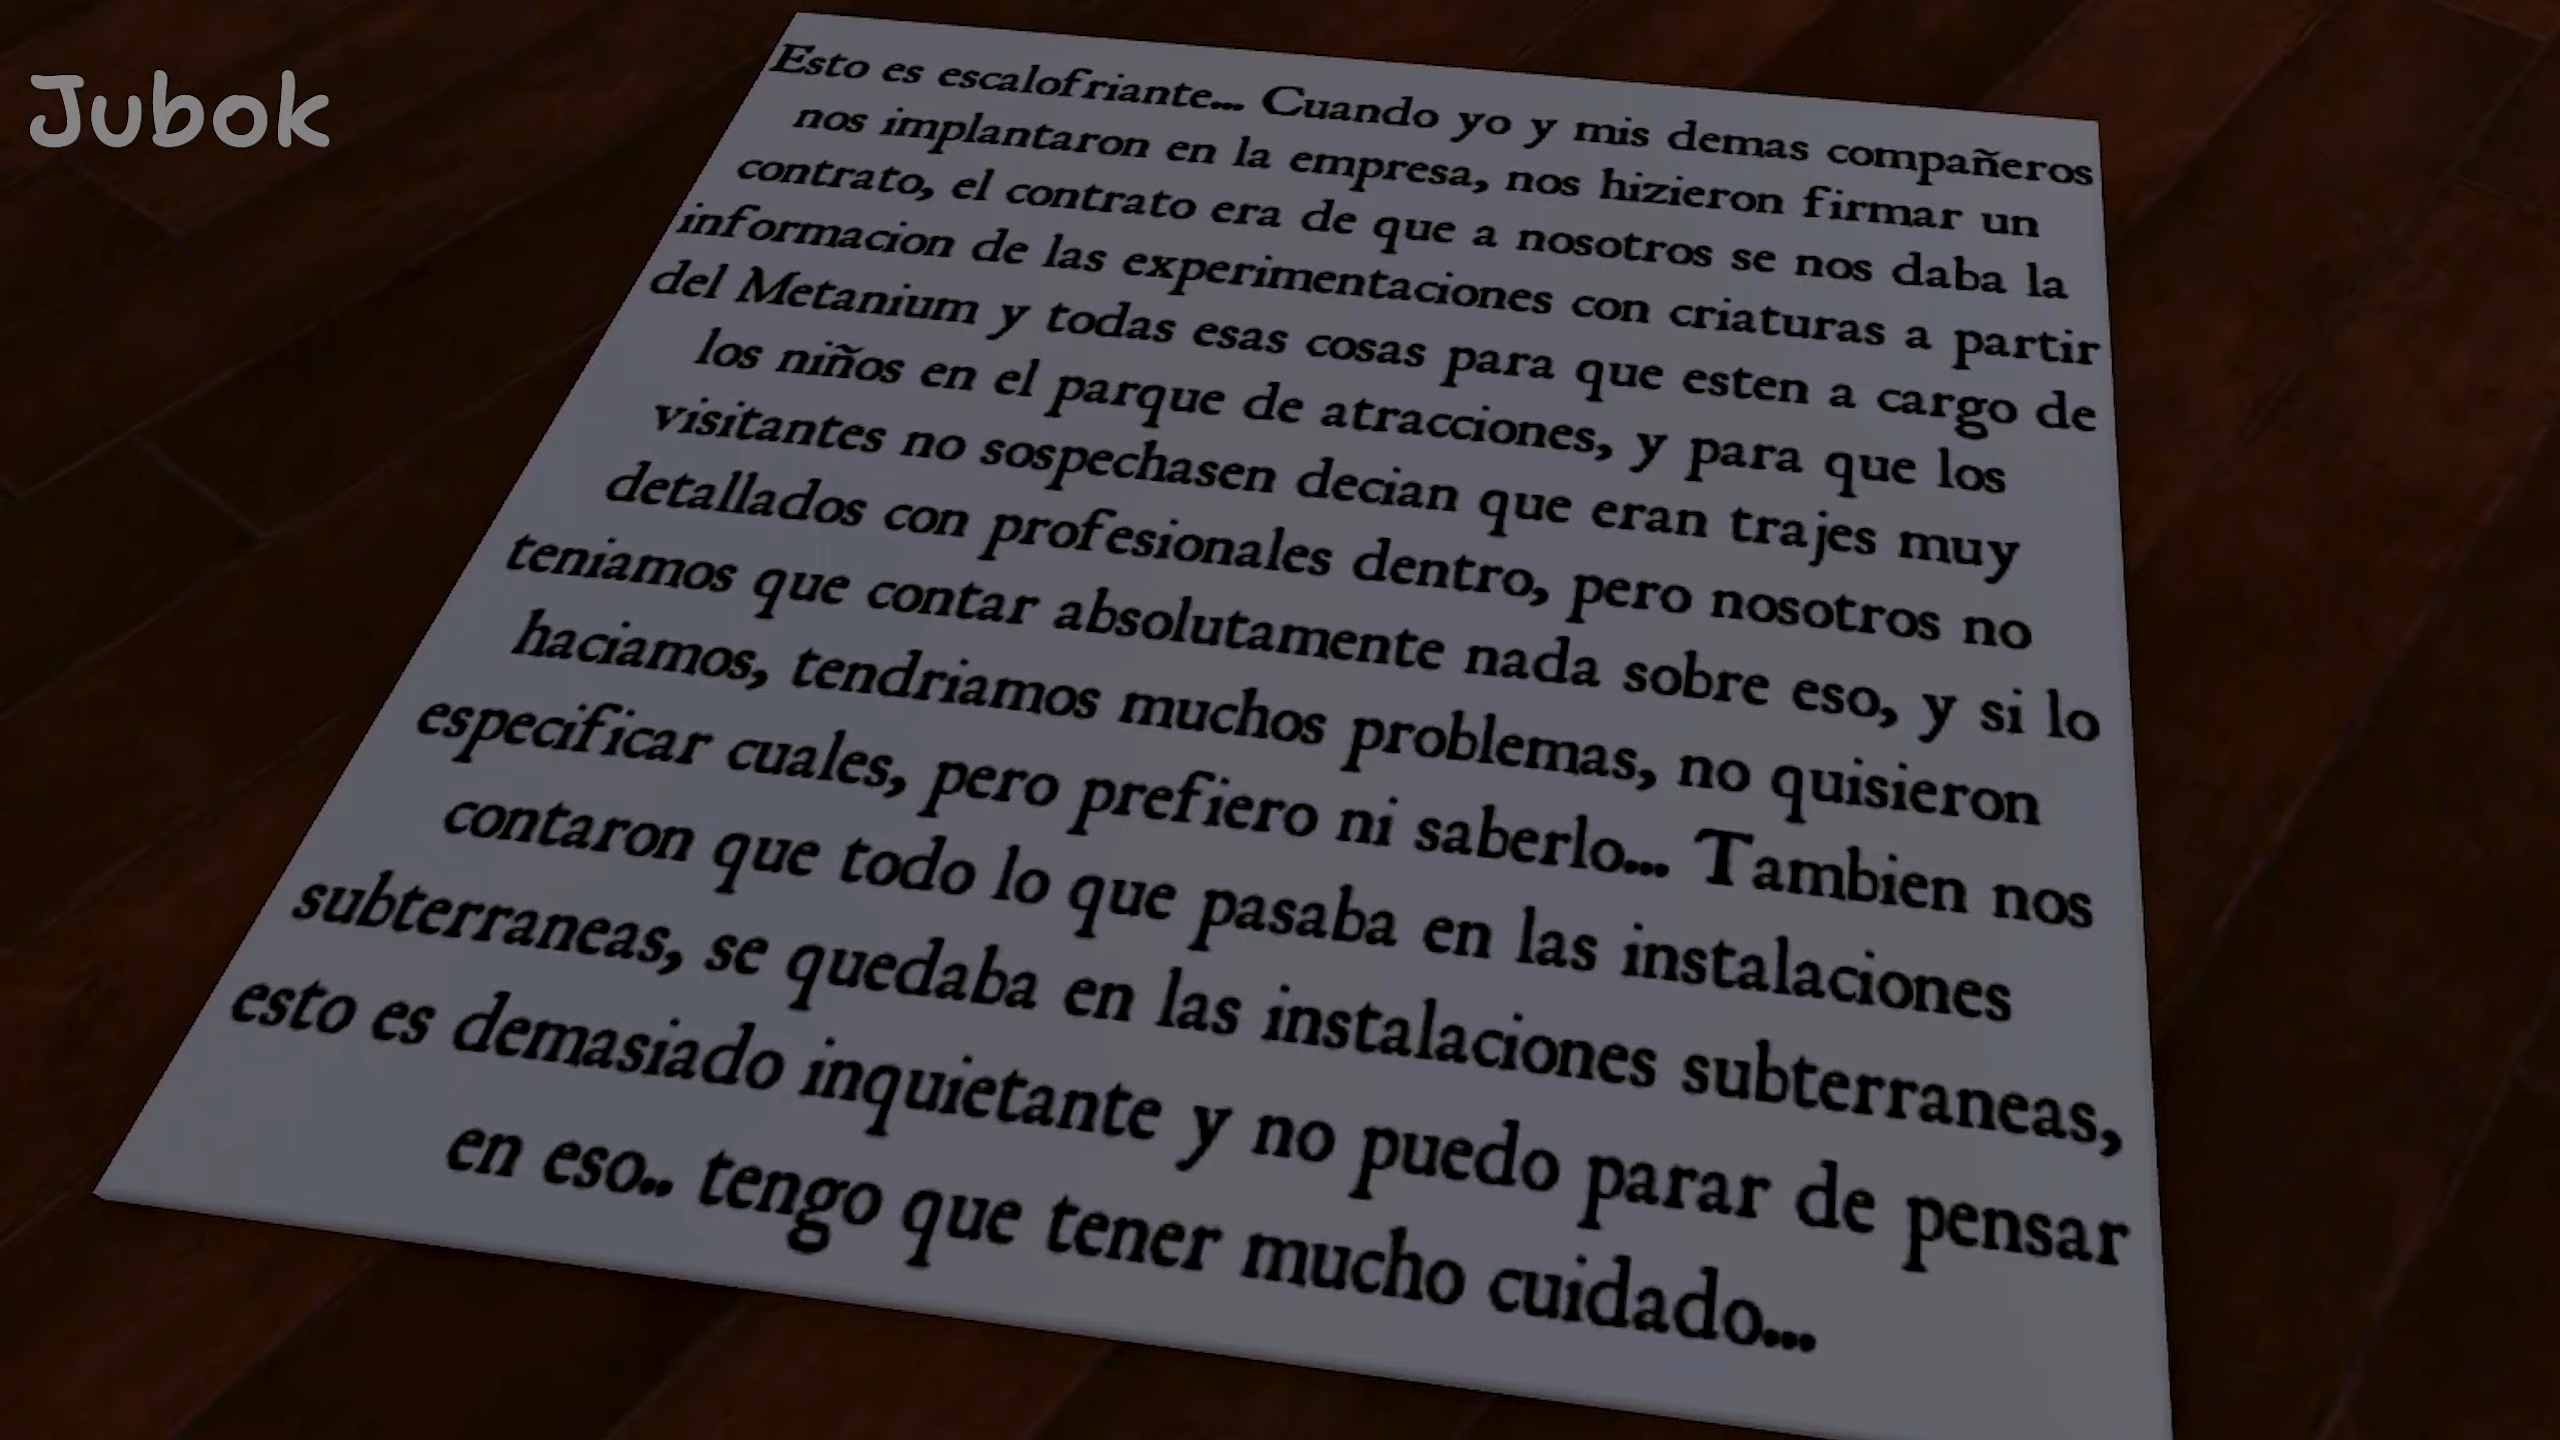 Jubok
Esto es escalofriante... Cuando yo y mis demas compañeros
nos implantaron en la empresa, nos hizieron firmar un
contrato, el contrato era de que a nosotros se nos daba la
informacion de las experimentaciones con criaturas a partir
del Metanium y todas esas cosas para que esten a cargo de
los niños en el parque de atracciones, y para que los
visitantes no sospechasen decian que eran trajes muy
detallados con profesionales dentro, pero nosotros no
teniamos que contar absolutamente nada sobre eso, y si lo
haciamos, tendriamos muchos problemas, no quisieron
especificar cuales, pero prefiero ni saberlo... Tambien nos
contaron que todo lo que pasaba en las instalaciones
subterraneas, se quedaba en las instalaciones subterraneas,
esto es demasiado inquietante y no puedo parar de pensar
en eso.. tengo que tener mucho cuidado...